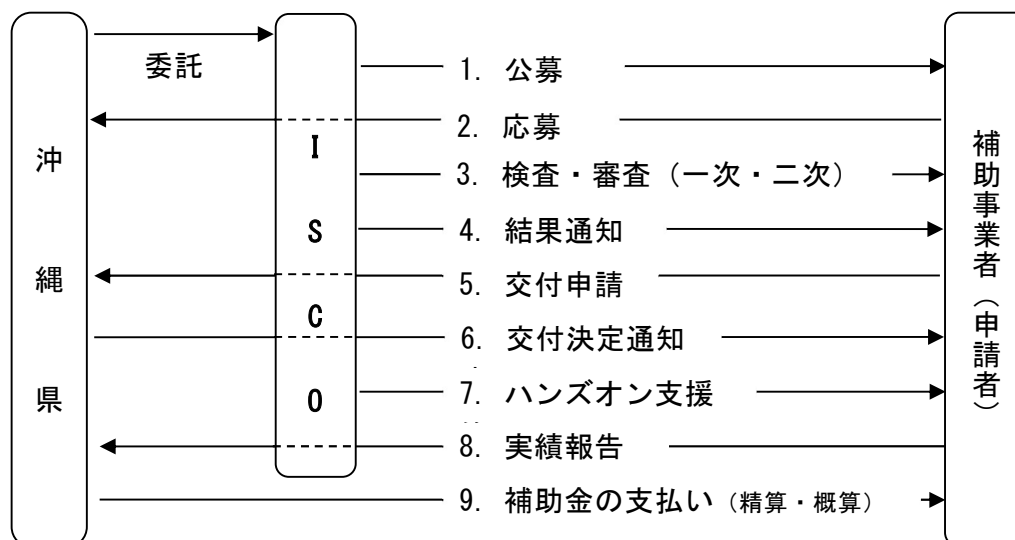 沖縄県
委託
ISCO
1. 公募
2. 応募
3. 検査・審査（一次・二次）
4. 結果通知
5. 交付申請
6. 交付決定通知
7. ハンズオン支援
8. 実績報告
9. 補助金の支払い（精算・概算）
補助事業者（申請者）